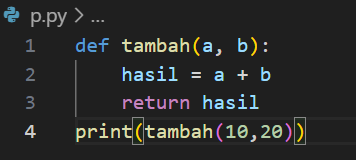 p.py > ...
1 def tambah(a, b):
2     hasil = a + b
3     return hasil
4 print(tambah(10,20))